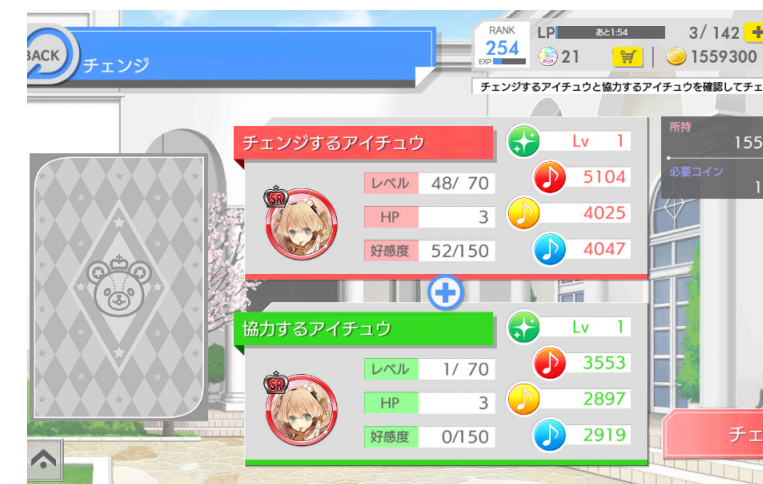 BACK
チェンジ
RANK
254
EXP
LP
あと1:54
3/ 142
21
1559300
チェンジするアイチュウと協力するアイチュウを確認してチェ
チェンジするアイチュウ
Lv 1
SR
レベル 48/ 70
5104
HP 3
4025
好感度 52/150
4047
所持
155
必要コイン
1
協力するアイチュウ
Lv 1
SR
レベル 1/ 70
3553
HP 3
2897
好感度 0/150
2919
チェ